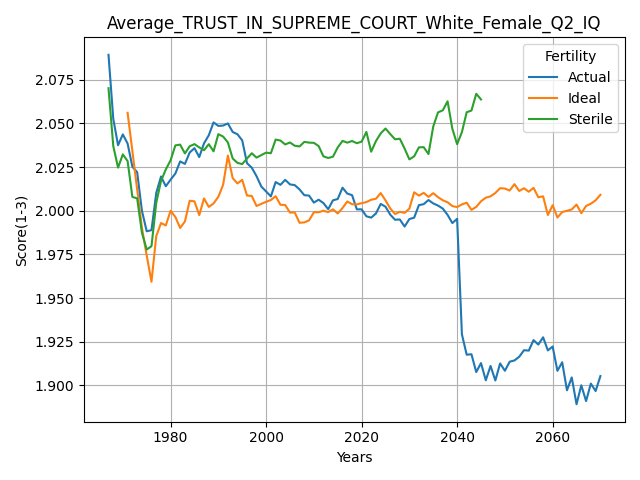 Average_TRUST_IN_SUPREME_COURT_White_Female_Q2_IQ
Fertility
Actual
Ideal
Sterile
Score(1-3)
2.075
2.050
2.025
2.000
1.975
1.950
1.925
1.900
1980
2000
2020
2040
2060
Years